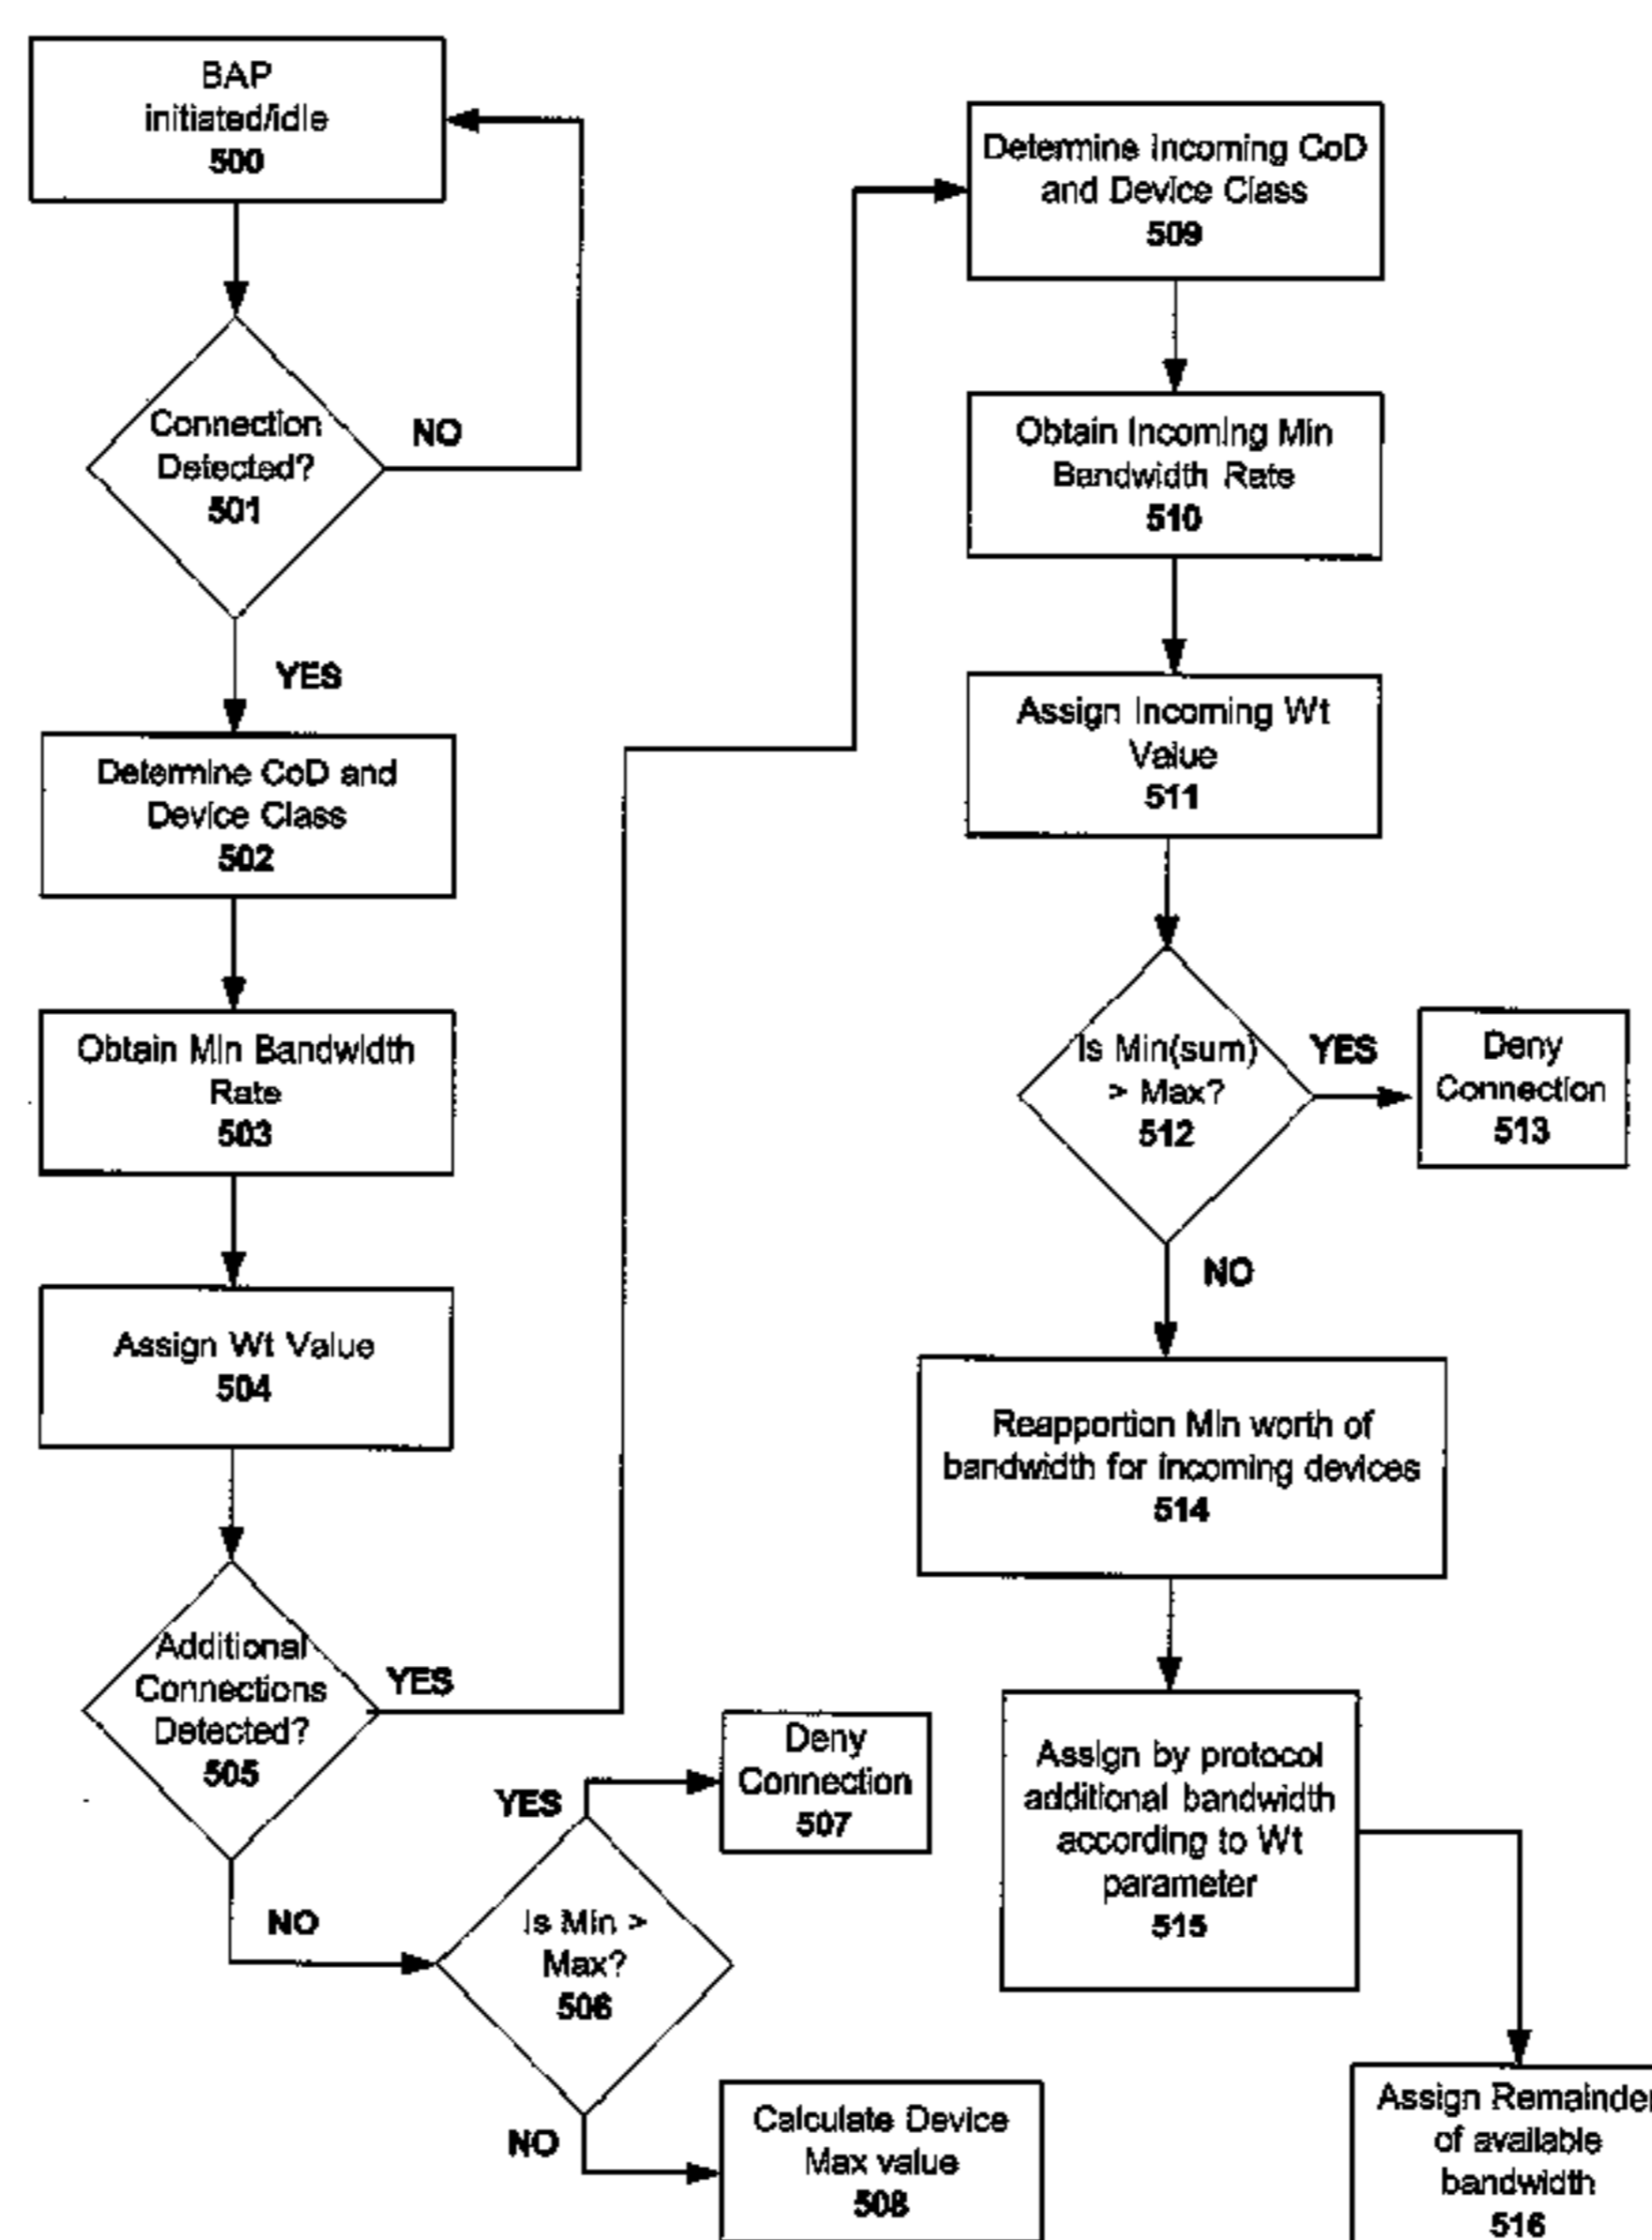 BAP
initiated/idle
500
Connection
Detected?
501
NO
YES
Determine CoD and
Device Class
502
Obtain Min Bandwidth
Rate
503
Assign Wt Value
504
Additional
Connections
Detected?
505
YES
NO
Is Min >
Max?
506
YES
Deny
Connection
507
NO
Calculate Device
Max value
508
Determine Incoming CoD
and Device Class
509
Obtain Incoming Min
Bandwidth Rate
510
Assign Incoming Wt
Value
511
Is Min(sum)
> Max?
512
YES
Deny
Connection
513
NO
Reapportion Min worth of
bandwidth for incoming devices
514
Assign by protocol
additional bandwidth
according to Wt
parameter
515
Assign Remainder
of available
bandwidth
516